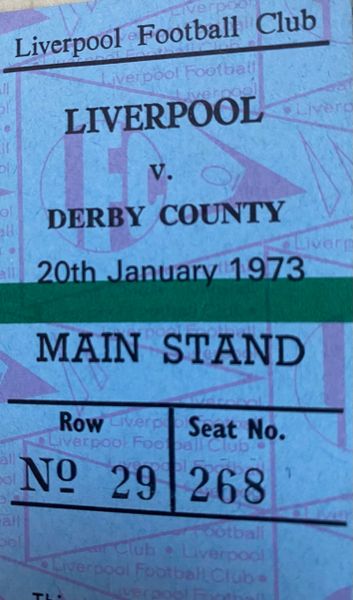 Liverpool Football Club
LIVERPOOL
v.
DERBY COUNTY
20th January 1973
MAIN STAND
Row
Seat No.
Nº 29
268